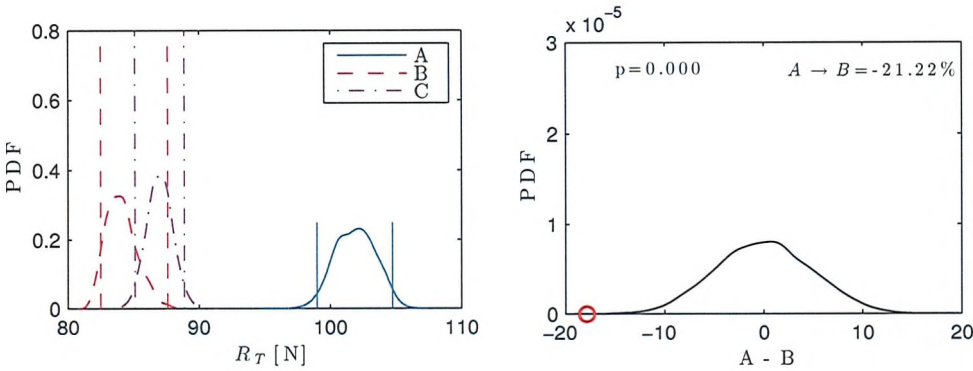 0.8
0.6
0.4
0.2
0
PDF
80
90
100
110
R_T [N]
A
B
C
x 10^-5
3
2
1
0
PDF
p=0.000
A → B=-21.22%
−20
−10
0
10
20
A - B